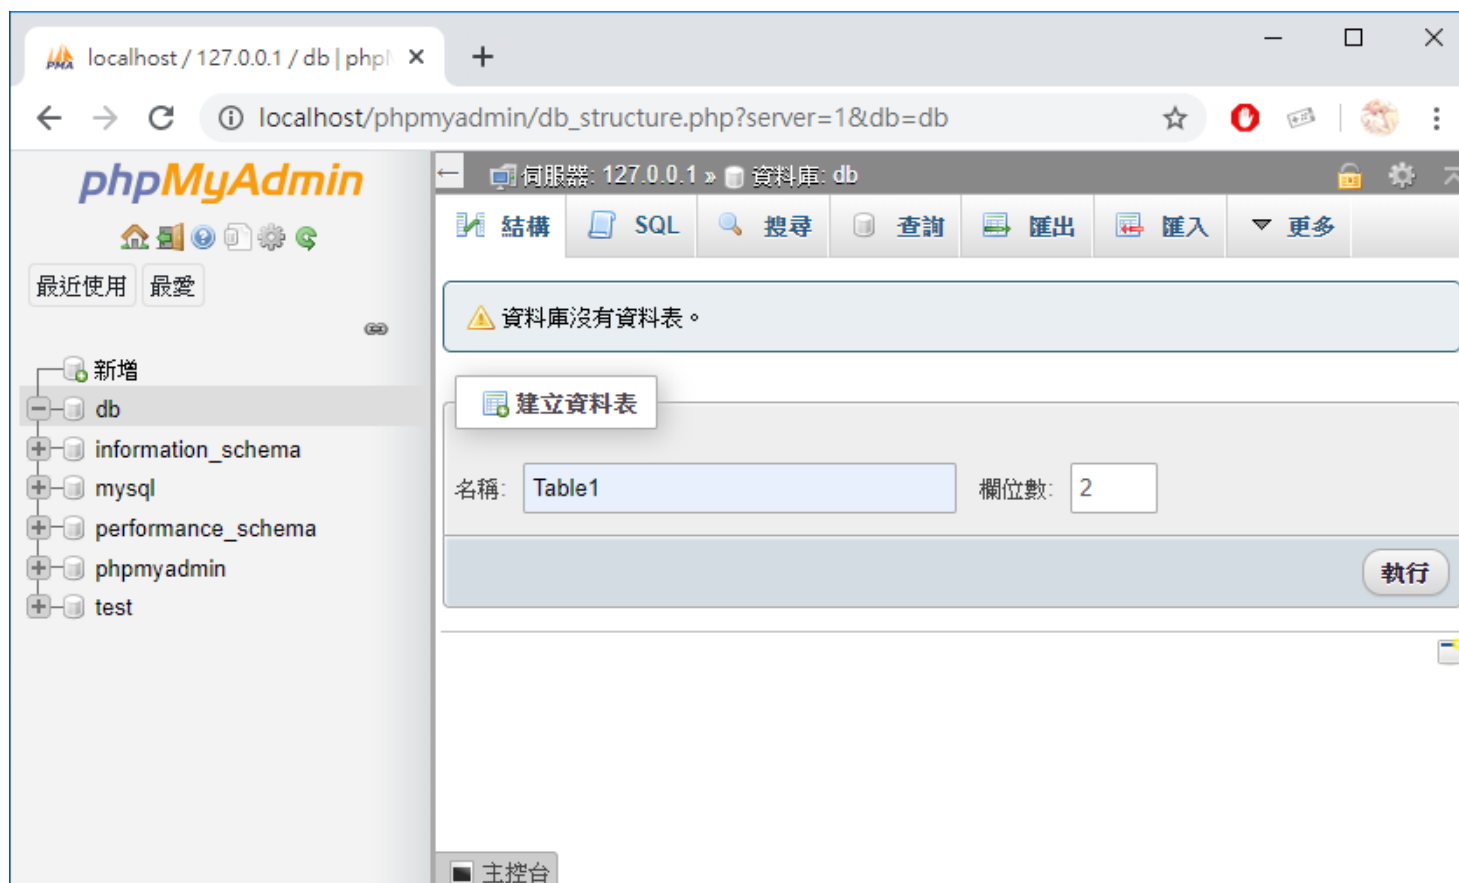 localhost / 127.0.0.1 / db | phpM
localhost/phpmyadmin/db_structure.php?server=1&db=db
phpMyAdmin
最近使用 最愛
新增
db
information_schema
mysql
performance_schema
phpmyadmin
test
伺服器: 127.0.0.1 » 資料庫: db
結構 SQL 搜尋 查詢 匯出 匯入 更多
資料庫沒有資料表。
建立資料表
名稱: Table1 欄位數: 2
執行
主控台